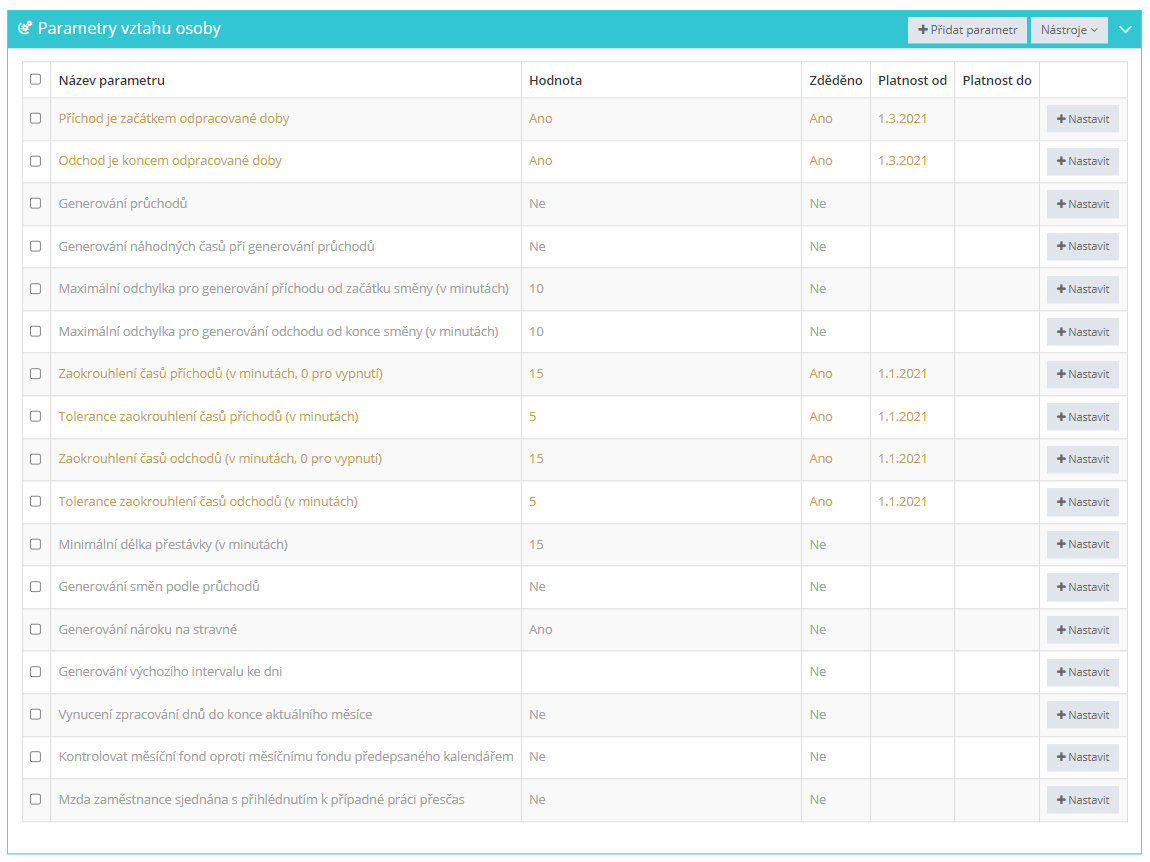 Parametry vztahu osoby Přidat parametr Nástroje
Název parametru Hodnota Zděděno Platnost od Platnost do
Příchod je začátkem odpracované doby Ano Ano 1.3.2021 Nastavit
Odchod je koncem odpracované doby Ano Ano 1.3.2021 Nastavit
Generování průchodů Ne Ne Nastavit
Generování náhodných časů při generování průchodů Ne Ne Nastavit
Maximální odchylka pro generování příchodu od začátku směny (v minutách) 10 Ne Nastavit
Maximální odchylka pro generování odchodu od konce směny (v minutách) 10 Ne Nastavit
Zaokrouhlení časů příchodů (v minutách, 0 pro vypnutí) 15 Ano 1.1.2021 Nastavit
Tolerance zaokrouhlení časů příchodů (v minutách) 5 Ano 1.1.2021 Nastavit
Zaokrouhlení časů odchodů (v minutách, 0 pro vypnutí) 15 Ano 1.1.2021 Nastavit
Tolerance zaokrouhlení časů odchodů (v minutách) 5 Ano 1.1.2021 Nastavit
Minimální délka přestávky (v minutách) 15 Ne Nastavit
Generování směn podle průchodů Ne Ne Nastavit
Generování nároku na stravné Ano Ne Nastavit
Generování výchozího intervalu ke dni Ne Nastavit
Vynucení zpracování dnů do konce aktuálního měsíce Ne Ne Nastavit
Kontrolovat měsíční fond oproti měsíčnímu fondu předepsaného kalendářem Ne Ne Nastavit
Mzda zaměstnance sjednána s přihlédnutím k případné práci přesčas Ne Ne Nastavit